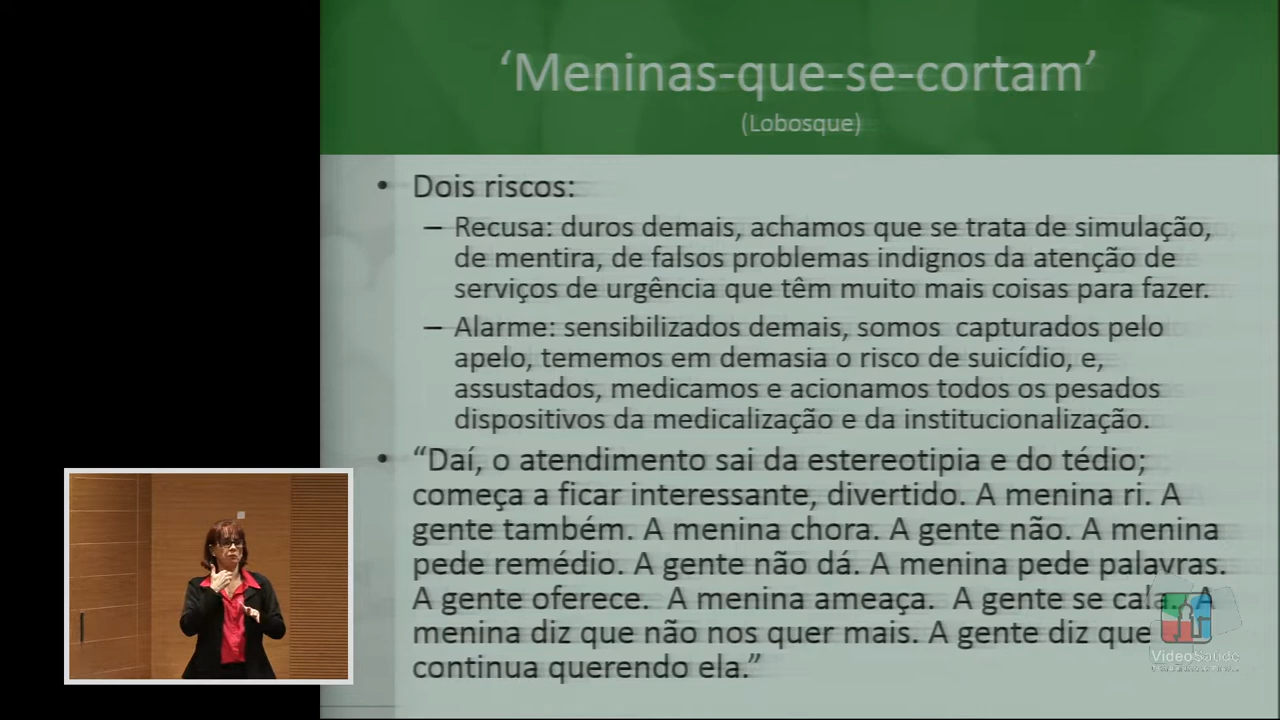 ‘Meninas-que-se-cortam’
(Lobosque)
• Dois riscos:
– Recusa: duros demais, achamos que se trata de simulação,
de mentira, de falsos problemas indignos da atenção de
serviços de urgência que têm muito mais coisas para fazer.
– Alarme: sensibilizados demais, somos capturados pelo
apelo, tememos em demasia o risco de suicídio, e,
assustados, medicamos e acionamos todos os pesados
dispositivos da medicalização e da institucionalização.
• “Daí, o atendimento sai da estereotipia e do tédio;
começa a ficar interessante, divertido. A menina ri. A
gente também. A menina chora. A gente não. A menina
pede remédio. A gente não dá. A menina pede palavras.
A gente oferece. A menina ameaça. A gente se cala. A
menina diz que não nos quer mais. A gente diz que
continua querendo ela.”
VideoSaúde